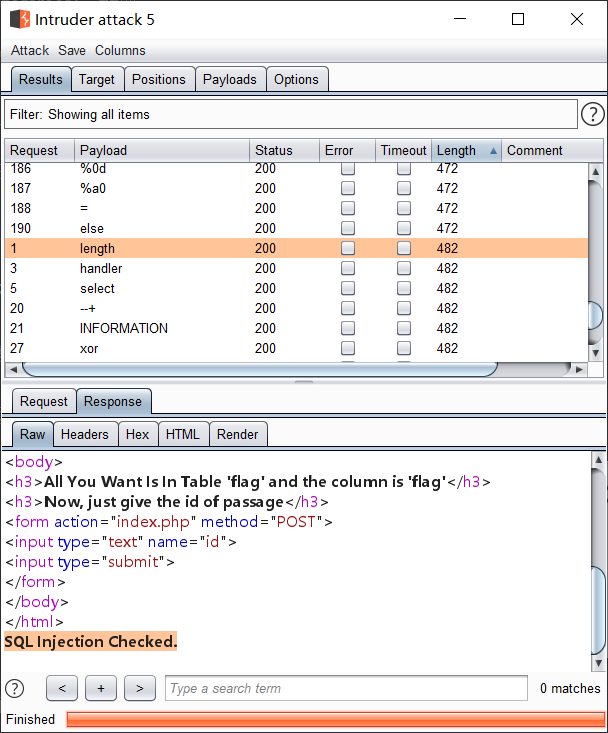 Intruder attack 5
Attack Save Columns
Results Target Positions Payloads Options
Filter: Showing all items ?
Request Payload Status Error Timeout Length Comment
186 %0d 200 472
187 %a0 200 472
188 = 200 472
190 else 200 472
1 length 200 482
3 handler 200 482
5 select 200 482
20 --+ 200 482
21 INFORMATION 200 482
27 xor 200 482
Request Response
Raw Headers Hex HTML Render
<body>
<h3>All You Want Is In Table 'flag' and the column is 'flag'</h3>
<h3>Now, just give the id of passage</h3>
<form action="index.php" method="POST">
<input type="text" name="id">
<input type="submit">
</form>
</body>
</html>
SQL Injection Checked.
? < + > Type a search term 0 matches
Finished